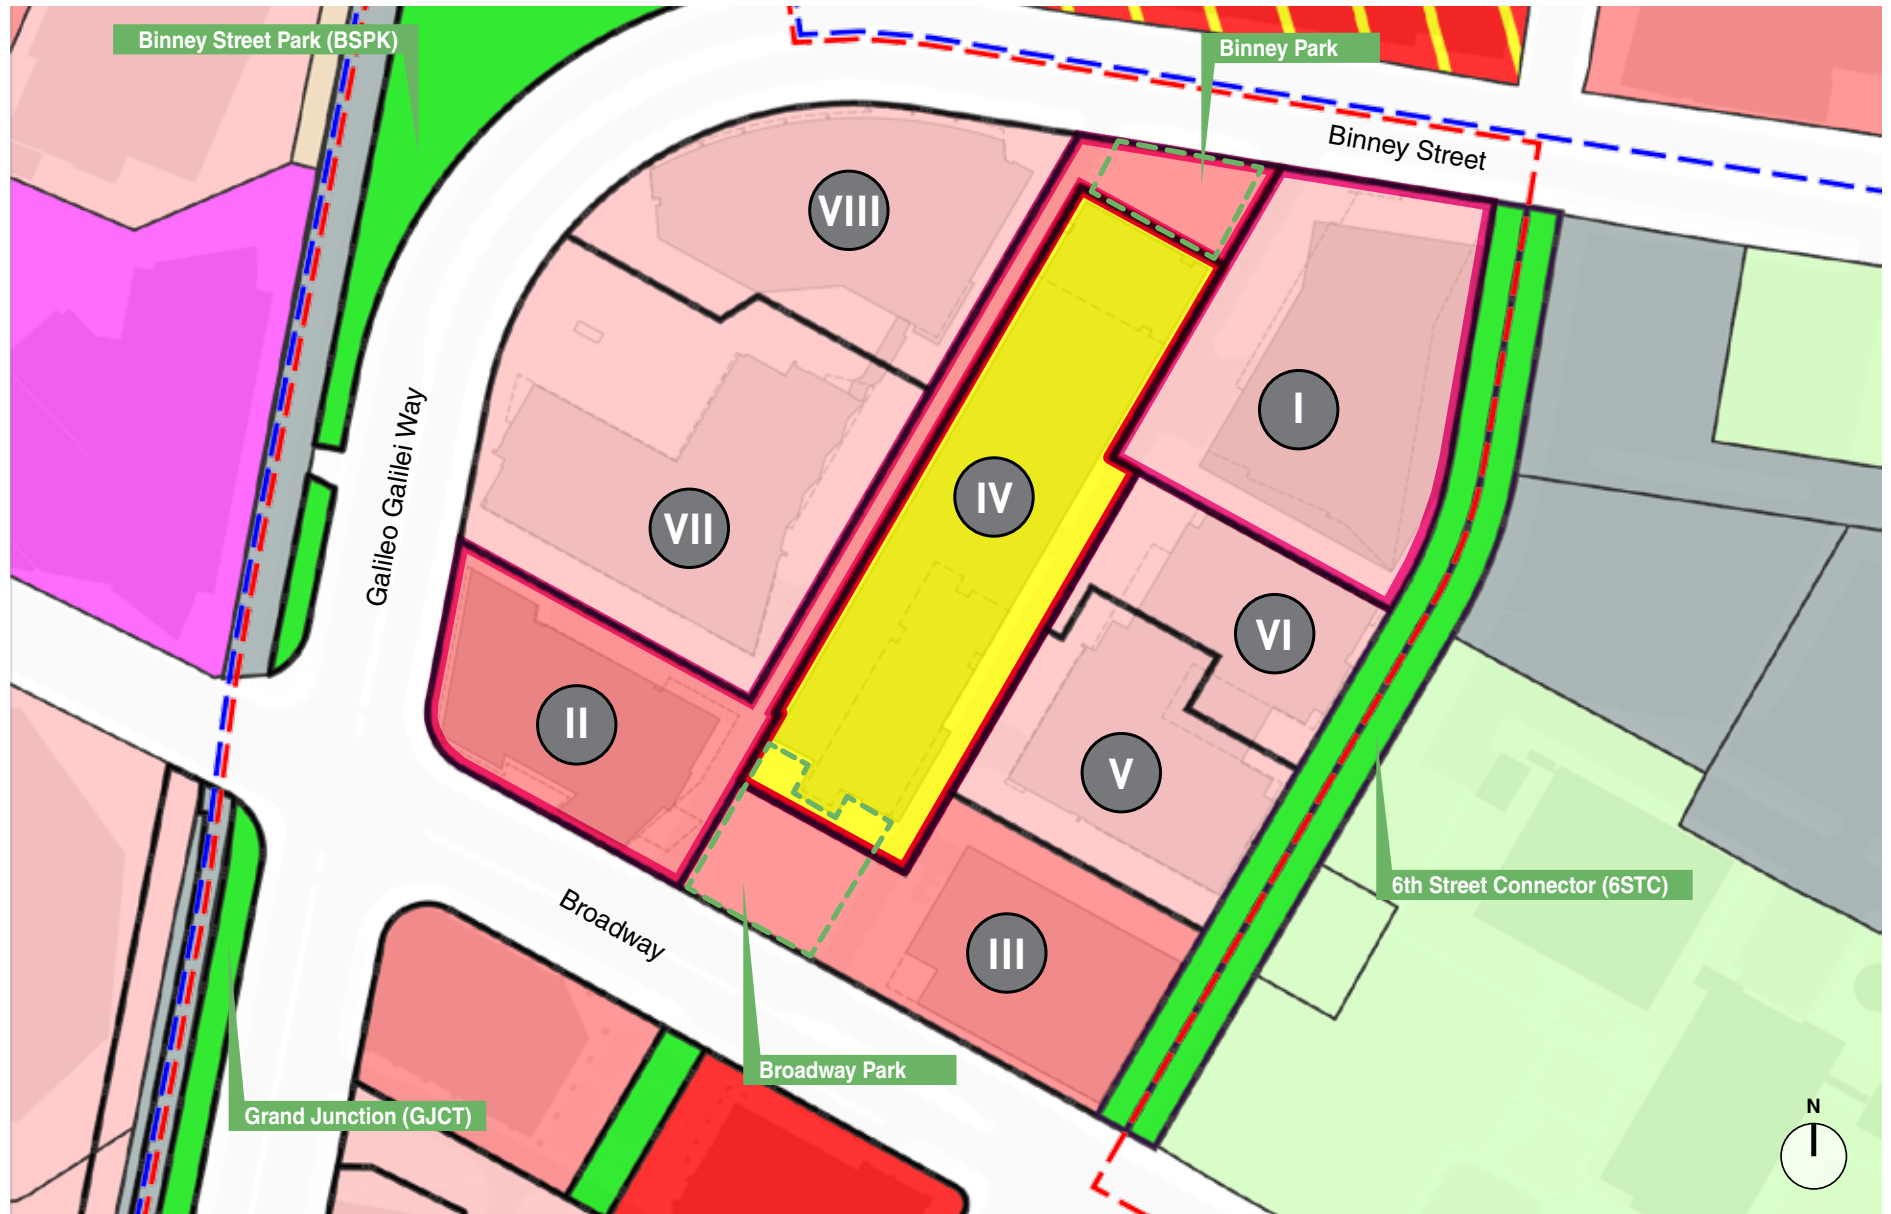 Binney Street Park (BSPK)
Binney Park
Binney Street
VIII
I
Galileo Galilei Way
IV
VII
VI
II
V
6th Street Connector (6STC)
Broadway
III
Broadway Park
Grand Junction (GJCT)
N